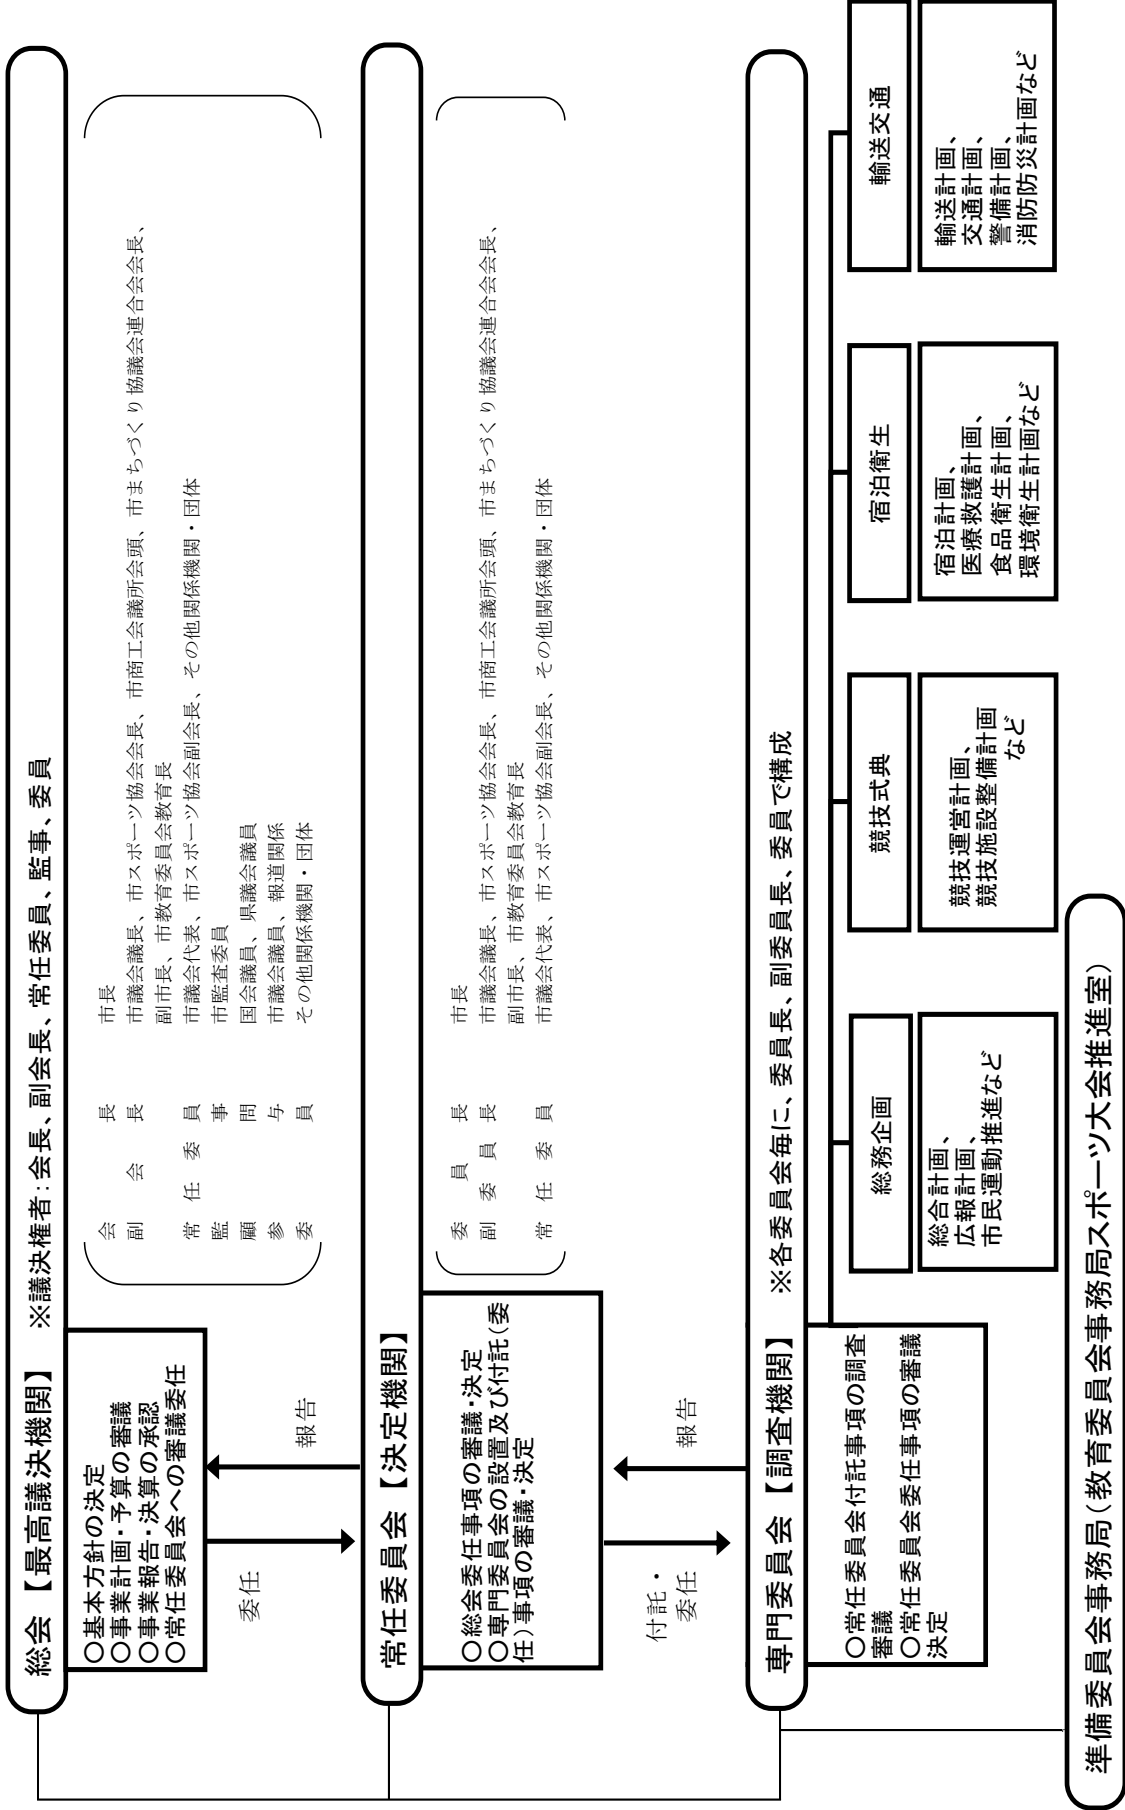 総会 【最高議決機関】 ※議決権者：会長、副会長、常任委員、監事、委員
〇基本方針の決定
〇事業計画・予算の審議
〇事業報告・決算の承認
〇常任委員会への審議委任
会長 市長
副会長 市議会議長、市スポーツ協会会長、市商工会議所会頭、市まちづくり協議会連合会会長、
副市長、市教育委員会教育長
常任委員 市議会代表、市スポーツ協会副会長、その他関係機関・団体
監事 市監査委員
顧問 国会議員、県議会議員
参与 市議会議員、報道関係
委員 その他関係機関・団体
委任
報告
常任委員会 【決定機関】
〇総会委任事項の審議・決定
〇専門委員会の設置及び付託（委
任）事項の審議・決定
委員長 市長
副委員長 市議会議長、市スポーツ協会会長、市商工会議所会頭、市まちづくり協議会連合会会長、
副市長、市教育委員会教育長
常任委員 市議会代表、市スポーツ協会副会長、その他関係機関・団体
付託・
委任
報告
専門委員会 【調査機関】 ※各委員会毎に、委員長、副委員長、委員で構成
〇常任委員会付託事項の調査
審議
〇常任委員会委任事項の審議
決定
総務企画
総合計画、
広報計画、
市民運動推進など
競技式典
競技運営計画、
競技施設整備計画
など
宿泊衛生
宿泊計画、
医療救護計画、
食品衛生計画、
環境衛生計画など
輸送交通
輸送計画、
交通計画、
警備計画、
消防防災計画など
準備委員会事務局（教育委員会事務局スポーツ大会推進室）